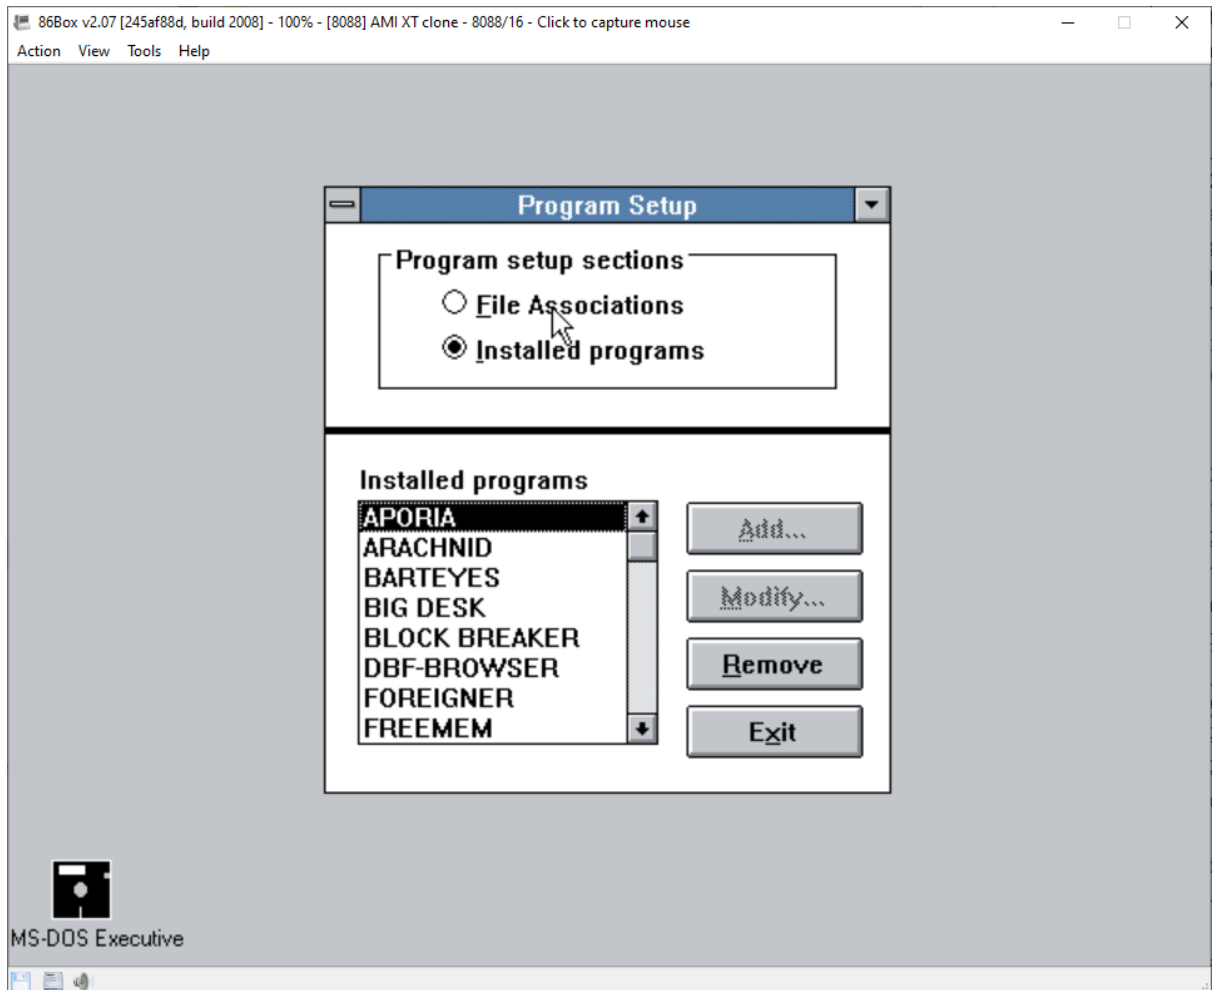 86Box v2.07 [245af88d, build 2008] - 100% - [8088] AMI XT clone - 8088/16 - Click to capture mouse
Action View Tools Help
Program Setup
Program setup sections
File Associations
Installed programs
Installed programs
APORIA
ARACHNID
BARTEYES
BIG DESK
BLOCK BREAKER
DBF-BROWSER
FOREIGNER
FREEMEM
Add...
Modify...
Remove
Exit
MS-DOS Executive